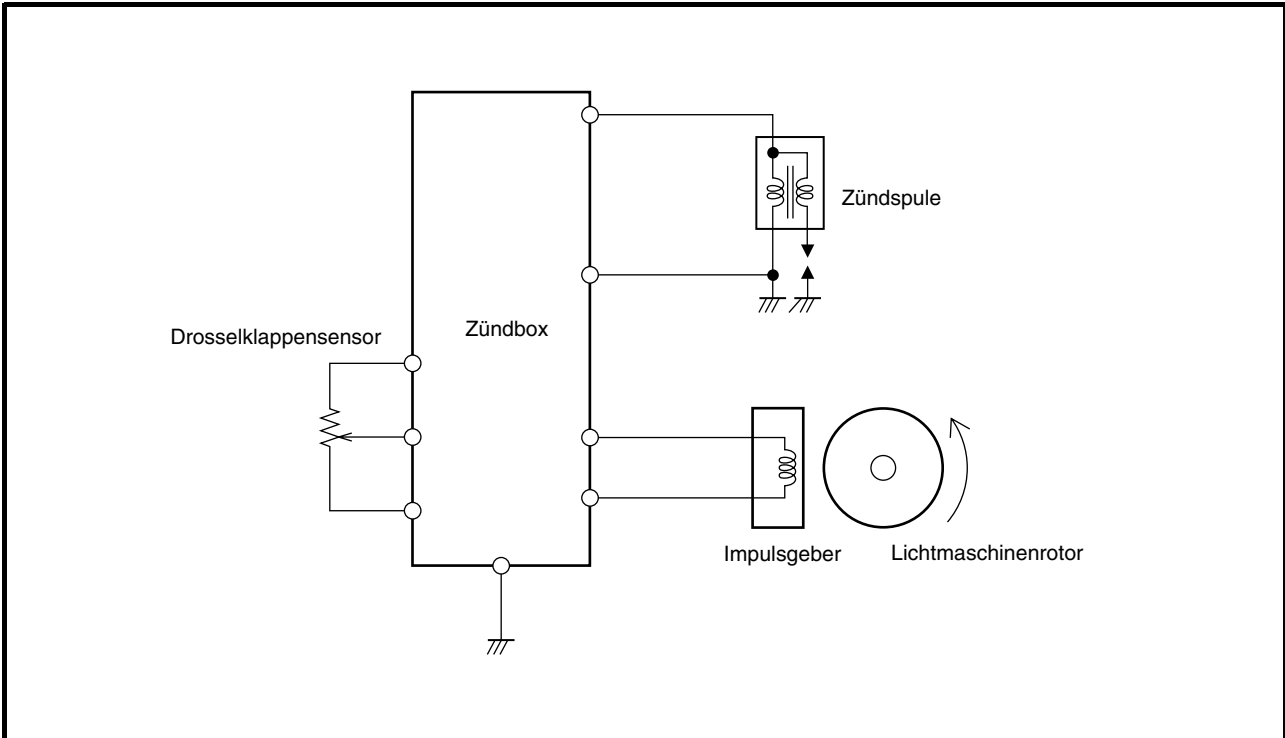 Zündspule
Zündbox
Drosselklappensensor
Impulsgeber
Lichtmaschinenrotor